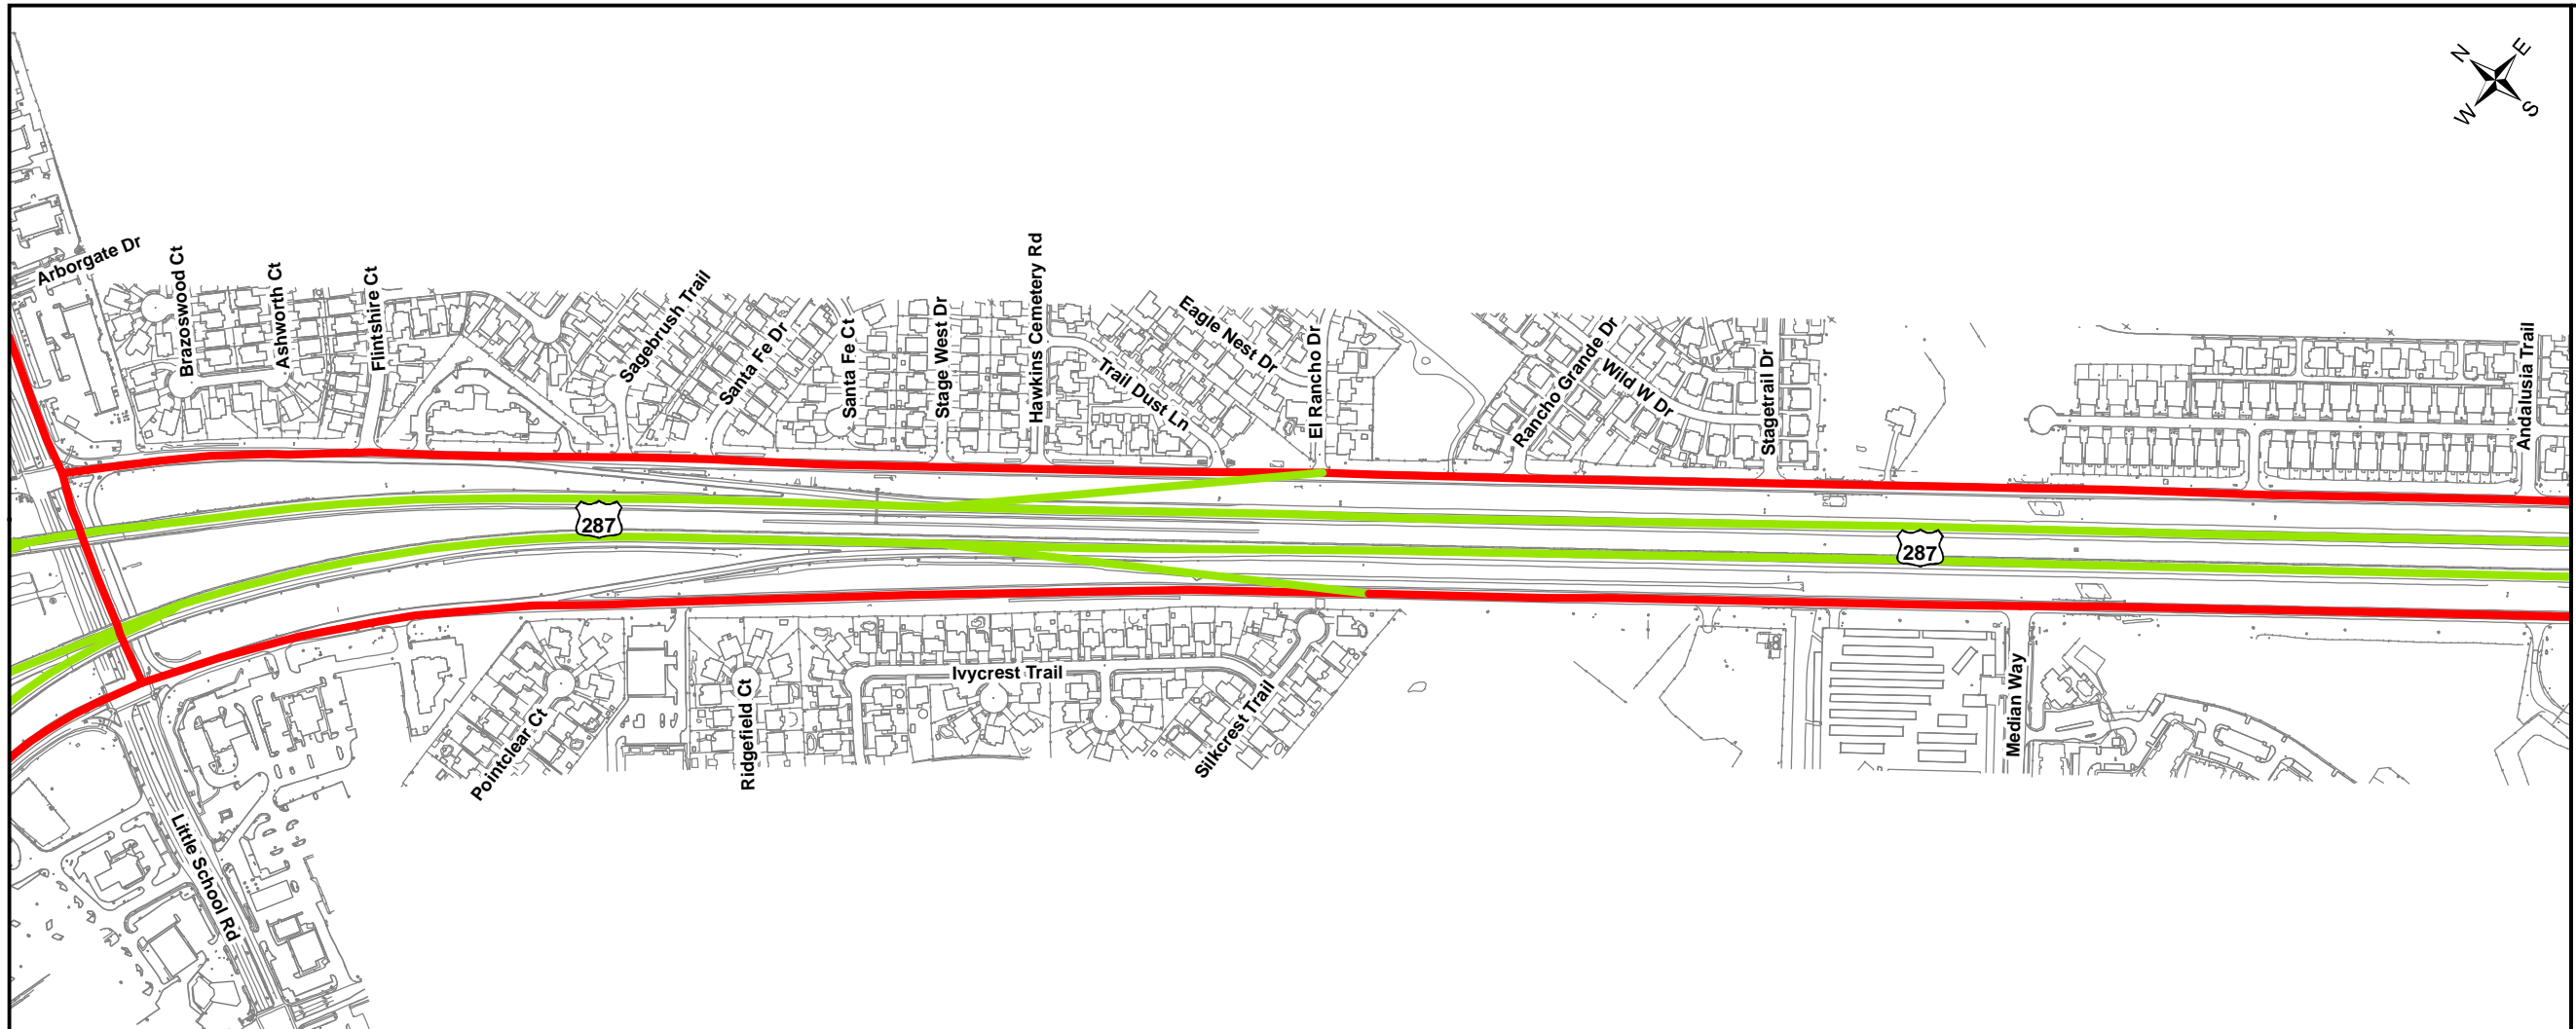 N
E
W
S
Arborgate Dr
Brazoswood Ct
Ashworth Ct
Flintshire Ct
Sagebrush Trail
Santa Fe Dr
Santa Fe Ct
Stage West Dr
Hawkins Cemetery Rd
Trail Dust Ln
Eagle Nest Dr
El Rancho Dr
Rancho Grande Dr
Wild W Dr
Stagetrail Dr
Andalusia Trail
287
287
Little School Rd
Pointclear Ct
Ridgefield Ct
Ivycrest Trail
Silkcrest Trail
Median Way